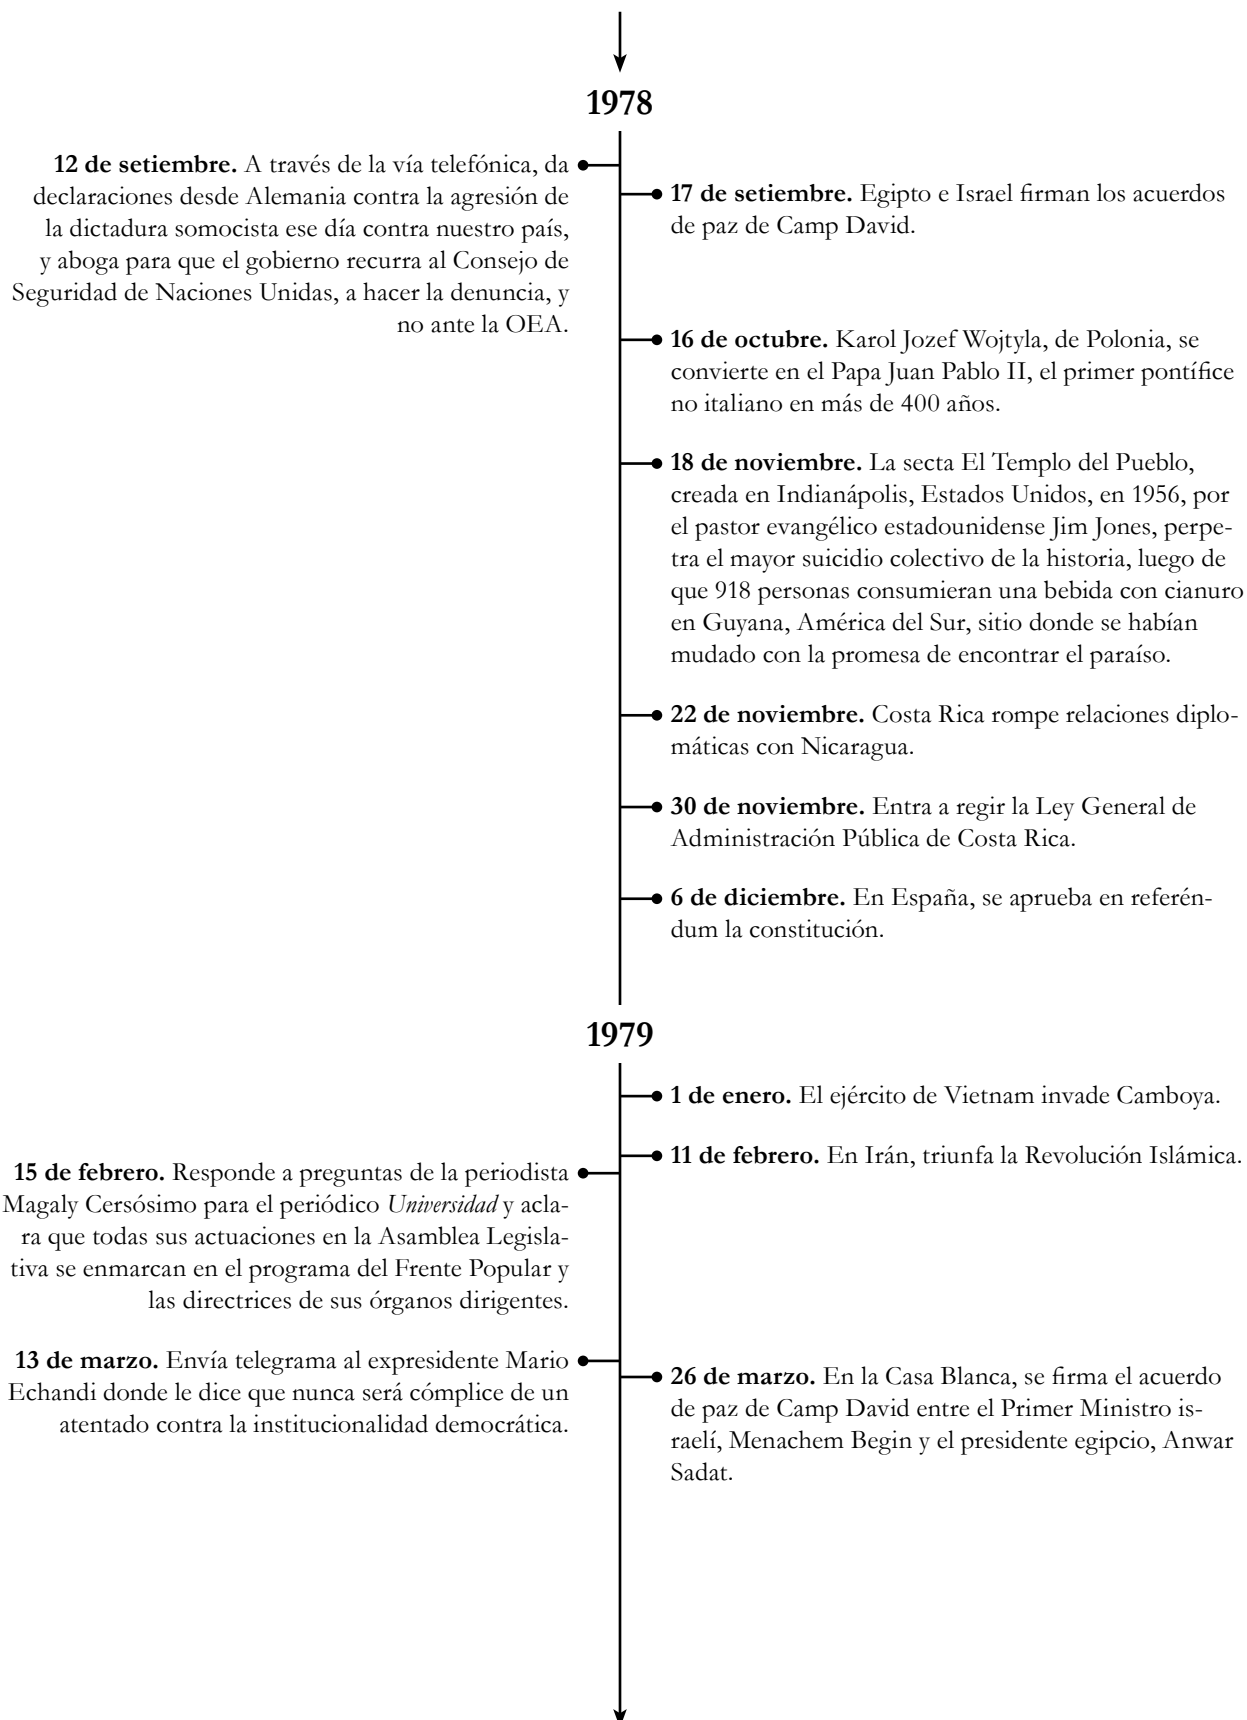 1978
12 de setiembre. A través de la vía telefónica, da
declaraciones desde Alemania contra la agresión de
la dictadura somocista ese día contra nuestro país,
y aboga para que el gobierno recurra al Consejo de
Seguridad de Naciones Unidas, a hacer la denuncia, y
no ante la OEA.
17 de setiembre. Egipto e Israel firman los acuerdos
de paz de Camp David.
16 de octubre. Karol Jozef Wojtyla, de Polonia, se
convierte en el Papa Juan Pablo II, el primer pontífice
no italiano en más de 400 años.
18 de noviembre. La secta El Templo del Pueblo,
creada en Indianápolis, Estados Unidos, en 1956, por
el pastor evangélico estadounidense Jim Jones, perpe-
tra el mayor suicidio colectivo de la historia, luego de
que 918 personas consumieran una bebida con cianuro
en Guyana, América del Sur, sitio donde se habían
mudado con la promesa de encontrar el paraíso.
22 de noviembre. Costa Rica rompe relaciones diplo-
máticas con Nicaragua.
30 de noviembre. Entra a regir la Ley General de
Administración Pública de Costa Rica.
6 de diciembre. En España, se aprueba en referén-
dum la constitución.
1979
1 de enero. El ejército de Vietnam invade Camboya.
11 de febrero. En Irán, triunfa la Revolución Islámica.
15 de febrero. Responde a preguntas de la periodista
Magaly Cersósimo para el periódico Universidad y acla-
ra que todas sus actuaciones en la Asamblea Legisla-
tiva se enmarcan en el programa del Frente Popular y
las directrices de sus órganos dirigentes.
13 de marzo. Envía telegrama al expresidente Mario
Echandi donde le dice que nunca será cómplice de un
atentado contra la institucionalidad democrática.
26 de marzo. En la Casa Blanca, se firma el acuerdo
de paz de Camp David entre el Primer Ministro is-
raelí, Menachem Begin y el presidente egipcio, Anwar
Sadat.